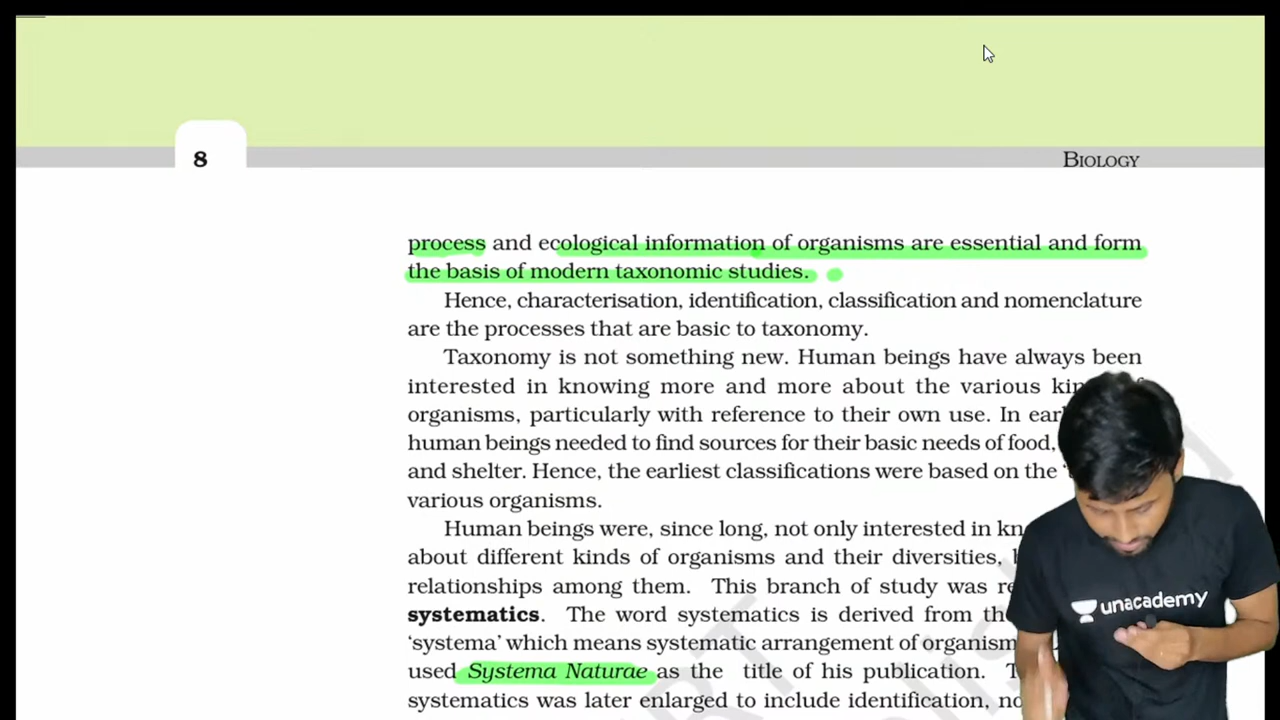 8
BIOLOGY
process and ecological information of organisms are essential and form
the basis of modern taxonomic studies.
Hence, characterisation, identification, classification and nomenclature
are the processes that are basic to taxonomy.
Taxonomy is not something new. Human beings have always been
interested in knowing more and more about the various
organisms, particularly with reference to their own use. In
human beings needed to find sources for their basic needs of food,
and shelter. Hence, the earliest classifications were based on the
various organisms.
Human beings were, since long, not only interested in
about different kinds of organisms and their diversities,
relationships among them. This branch of study was
systematics. The word systematics is derived from
'systema' which means systematic arrangement of
used Systema Naturae as the title of his publication.
systematics was later enlarged to include identification,
unacademy